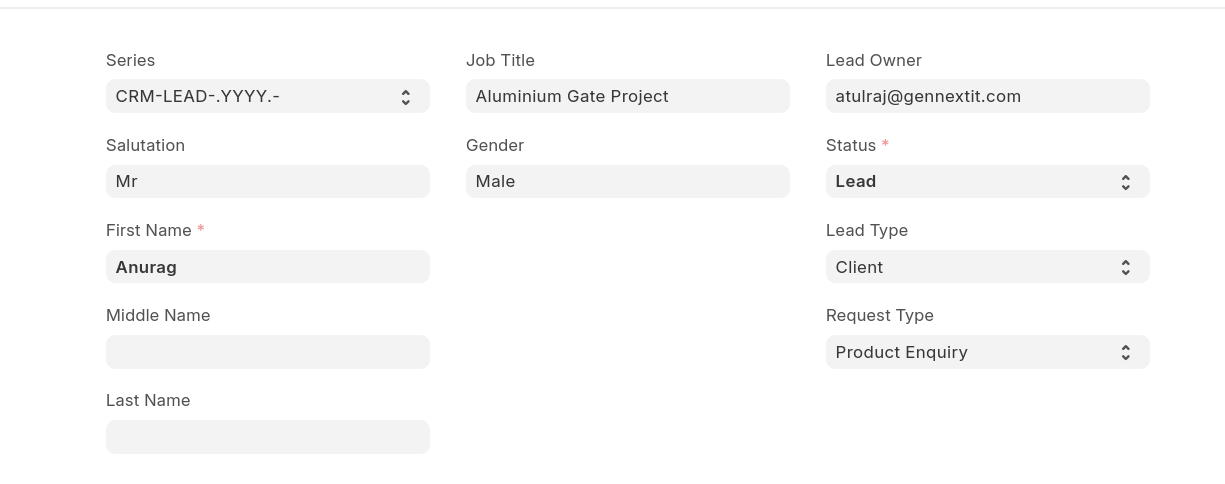 Series
CRM-LEAD-.YYYY.-
Salutation
Mr
First Name *
Anurag
Middle Name
Last Name
Job Title
Aluminium Gate Project
Gender
Male
Lead Owner
atulraj@gennextit.com
Status *
Lead
Lead Type
Client
Request Type
Product Enquiry